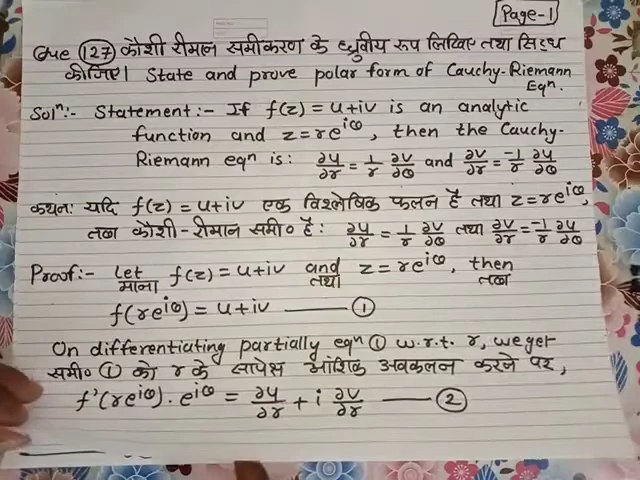 Page-1
Que (127) कौशी रीमान समीकरण के ध्रुवीय रूप लिखिए तथा सिद्ध
कीजिए। State and prove polar form of Cauchy-Riemann
Eqⁿ.
Solⁿ:- Statement:- If f(z) = u+iv is an analytic
function and z=re^{iθ}, then the Cauchy-
Riemann eqⁿ is: ∂u/∂r = 1/r ∂v/∂θ and ∂v/∂r = -1/r ∂u/∂θ
कथन: यदि f(z) = u+iv एक विश्लेषिक फलन है तथा z=re^{iθ},
तब कौशी-रीमान समी० है: ∂u/∂r = 1/r ∂v/∂θ तथा ∂v/∂r = -1/r ∂u/∂θ
Proof:- Let f(z) = u+iv and z=re^{iθ}, then
माना तथा तब
f(re^{iθ}) = u+iv —— ①
On differentiating partially eqⁿ ① w.r.t. r, we get
समी० ① को r के सापेक्ष आंशिक अवकलन करने पर,
f'(re^{iθ}). e^{iθ} = ∂u/∂r + i ∂v/∂r —— ②